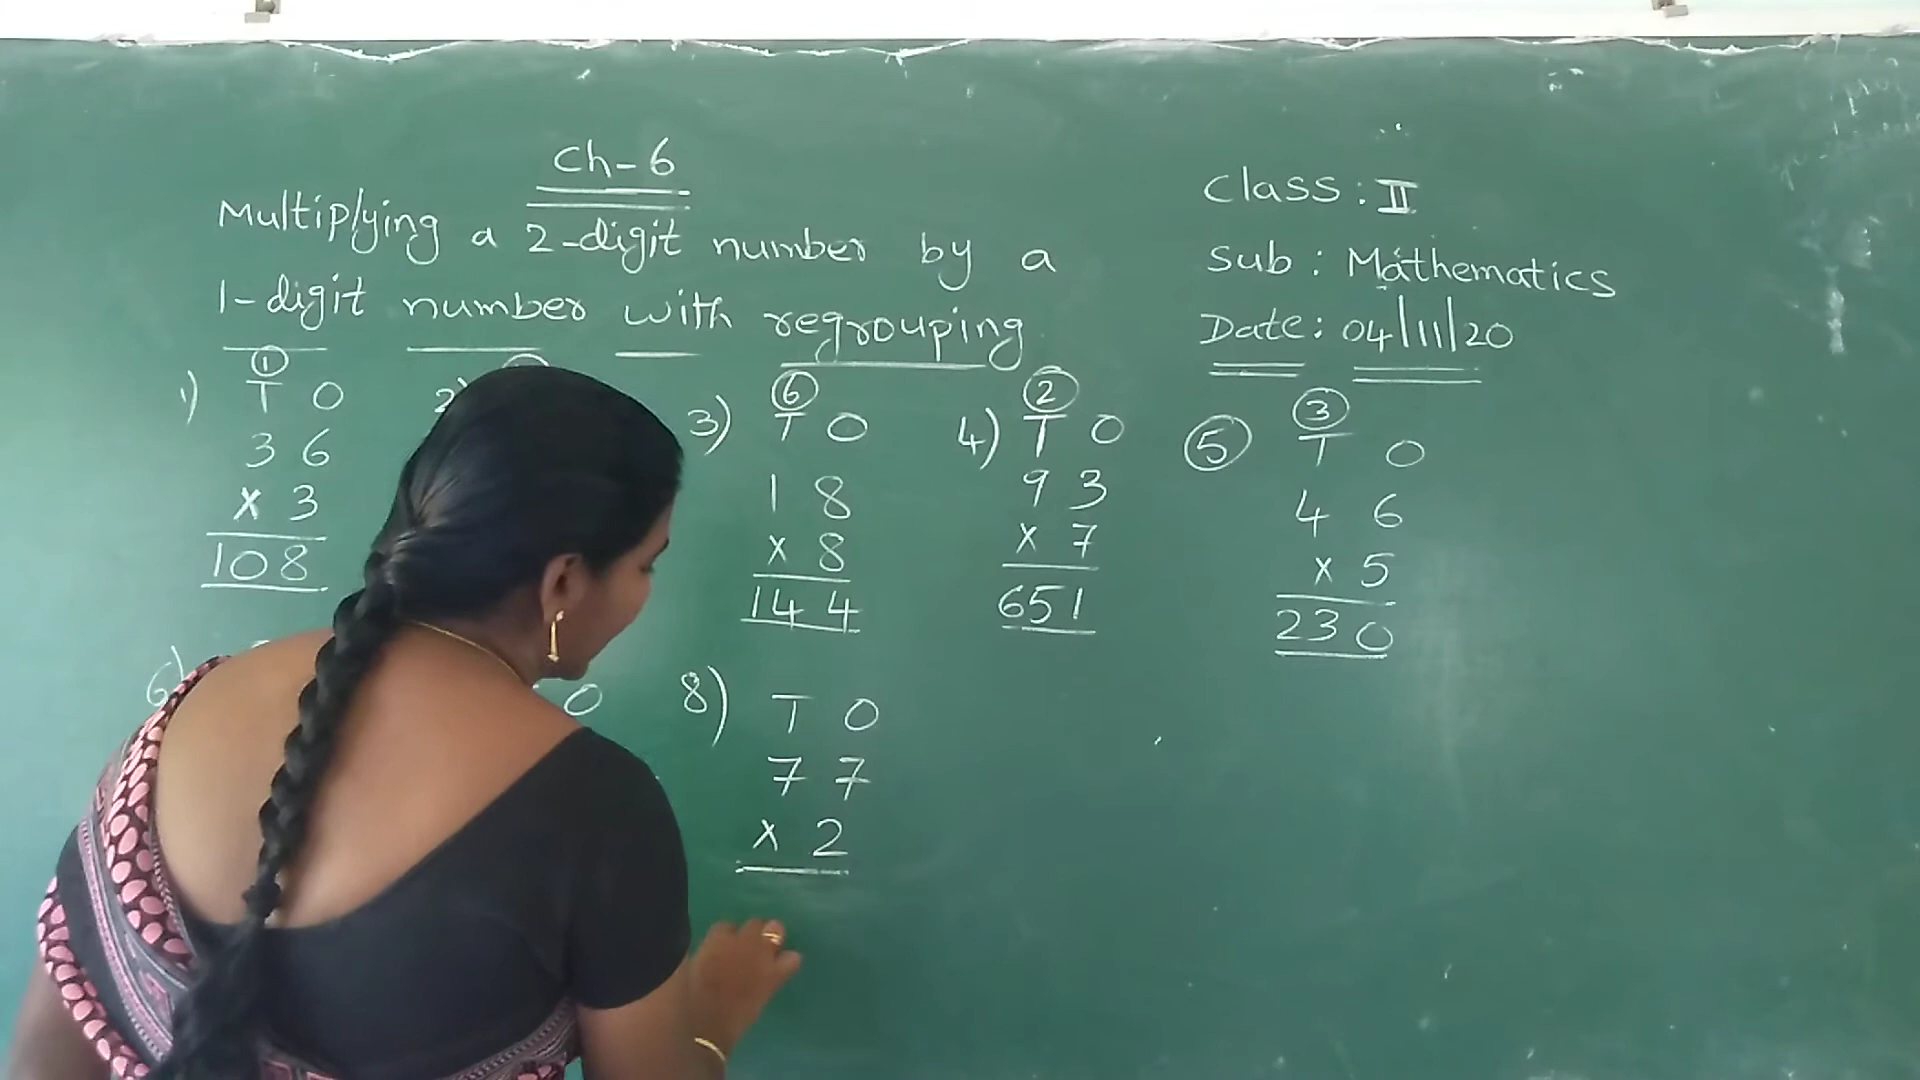 Ch-6
Multiplying a 2-digit number by a
1-digit number with regrouping
Class: II
Sub: Mathematics
Date: 04/11/20
1)
1
T O
3 6
x 3
108
2)
3)
6
T O
1 8
x 8
144
4)
2
T O
9 3
x 7
651
5
3
T O
4 6
x 5
230
6)
O
8)
T O
7 7
x 2